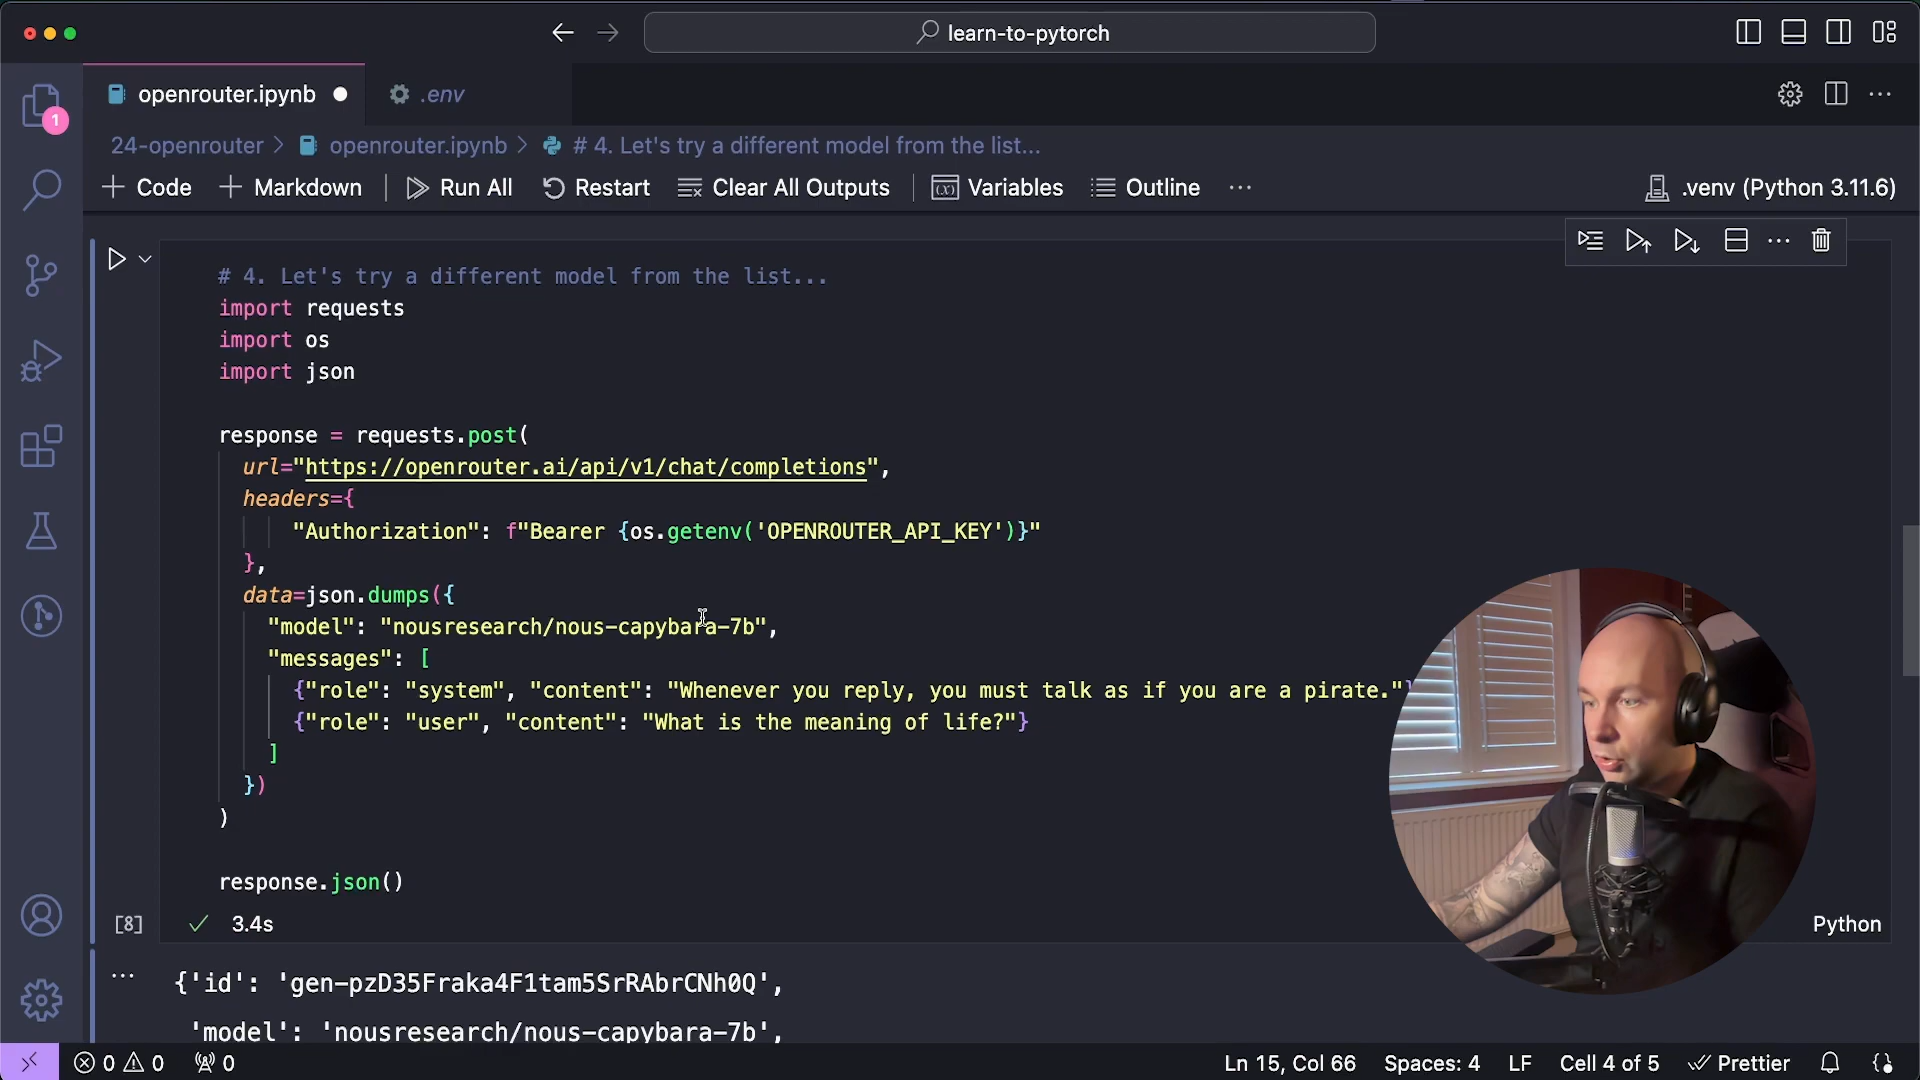 learn-to-pytorch
openrouter.ipynb
.env
1
24-openrouter > openrouter.ipynb > # 4. Let's try a different model from the list...
Code Markdown Run All Restart Clear All Outputs Variables Outline ... .venv (Python 3.11.6)
# 4. Let's try a different model from the list...
import requests
import os
import json
response = requests.post(
url="https://openrouter.ai/api/v1/chat/completions",
headers={
"Authorization": f"Bearer {os.getenv('OPENROUTER_API_KEY')}"
},
data=json.dumps({
"model": "nousresearch/nous-capybara-7b",
"messages": [
{"role": "system", "content": "Whenever you reply, you must talk as if you are a pirate."}
{"role": "user", "content": "What is the meaning of life?"}
]
})
)
response.json()
[8] 3.4s Python
{'id': 'gen-pzD35Fraka4F1tam5SrRAbrCNh0Q',
'model': 'nousresearch/nous-capybara-7b',
0 0 0 Ln 15, Col 66 Spaces: 4 LF Cell 4 of 5 Prettier